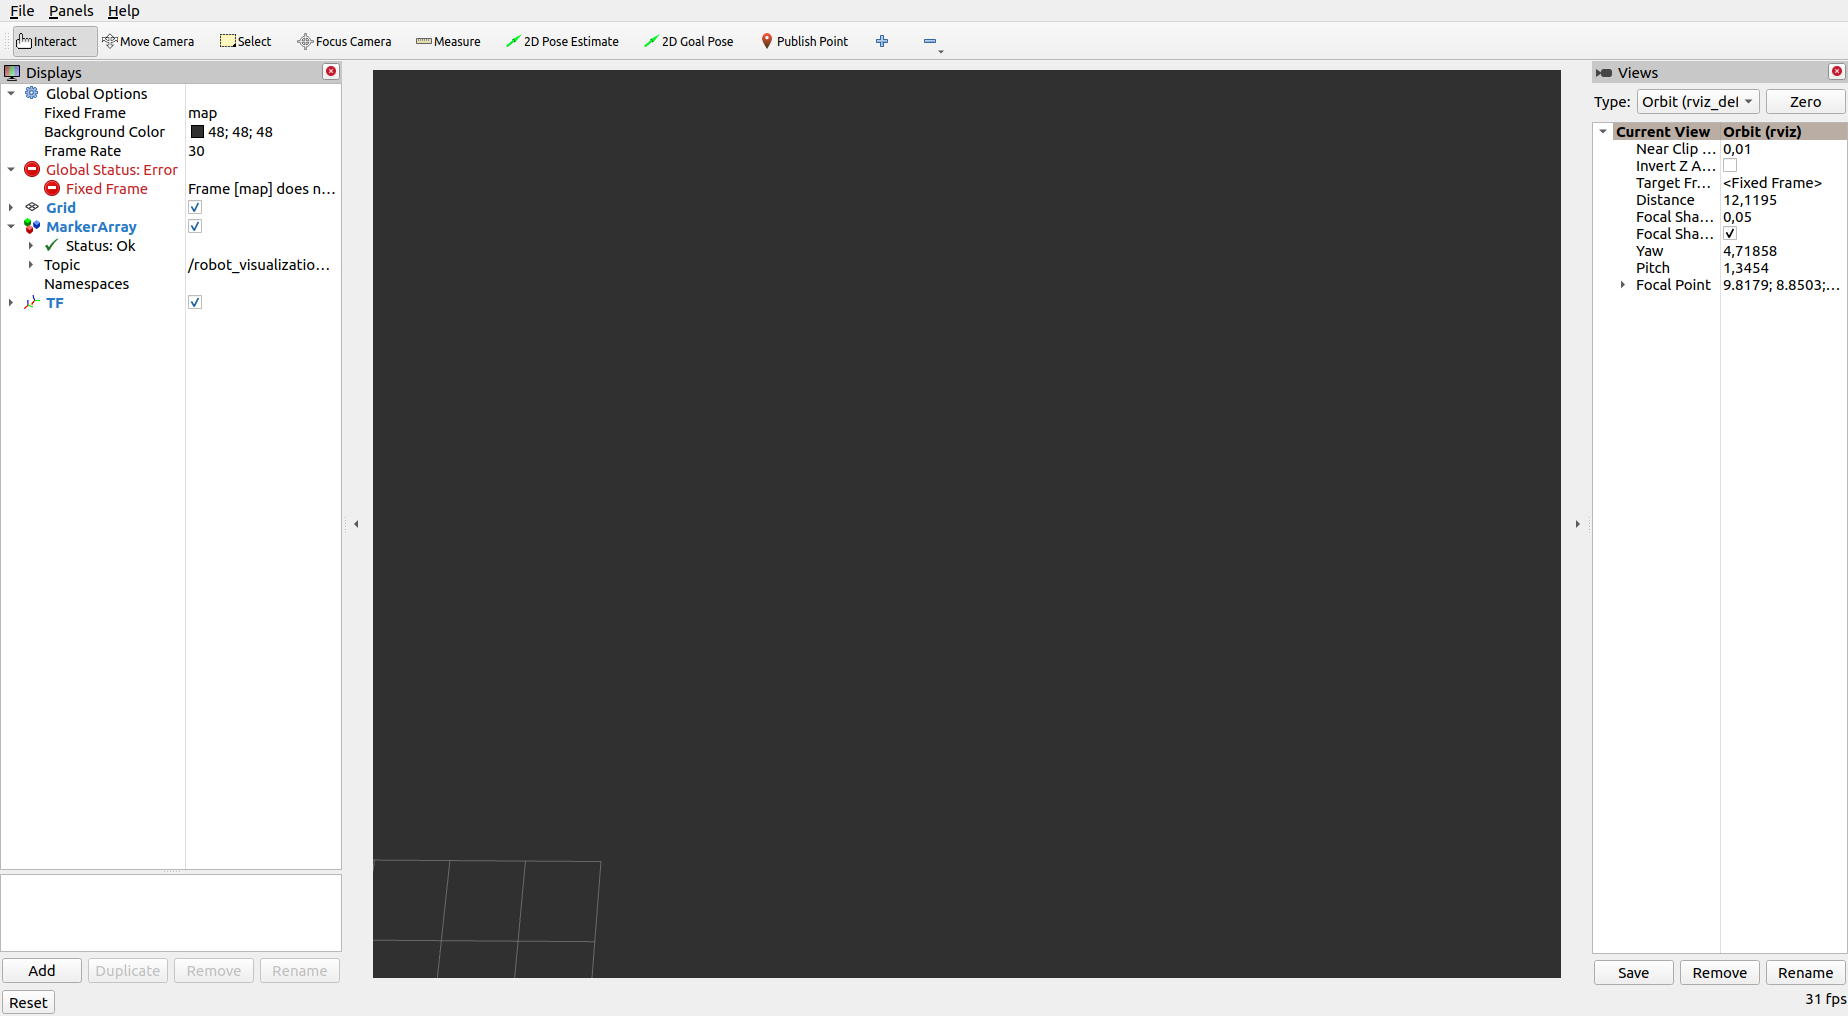 File Panels Help
Interact Move Camera Select Focus Camera Measure 2D Pose Estimate 2D Goal Pose Publish Point
Displays
Global Options
Fixed Frame map
Background Color 48; 48; 48
Frame Rate 30
Global Status: Error
Fixed Frame Frame [map] does n...
Grid
MarkerArray
Status: Ok
Topic /robot_visualizatio...
Namespaces
TF
Add Duplicate Remove Rename
Reset
Views
Type: Orbit (rviz_def Zero
Current View Orbit (rviz)
Near Clip ... 0,01
Invert Z A...
Target Fr... <Fixed Frame>
Distance 12,1195
Focal Sha... 0,05
Focal Sha...
Yaw 4,71858
Pitch 1,3454
Focal Point 9.8179; 8.8503;...
Save Remove Rename
31 fps